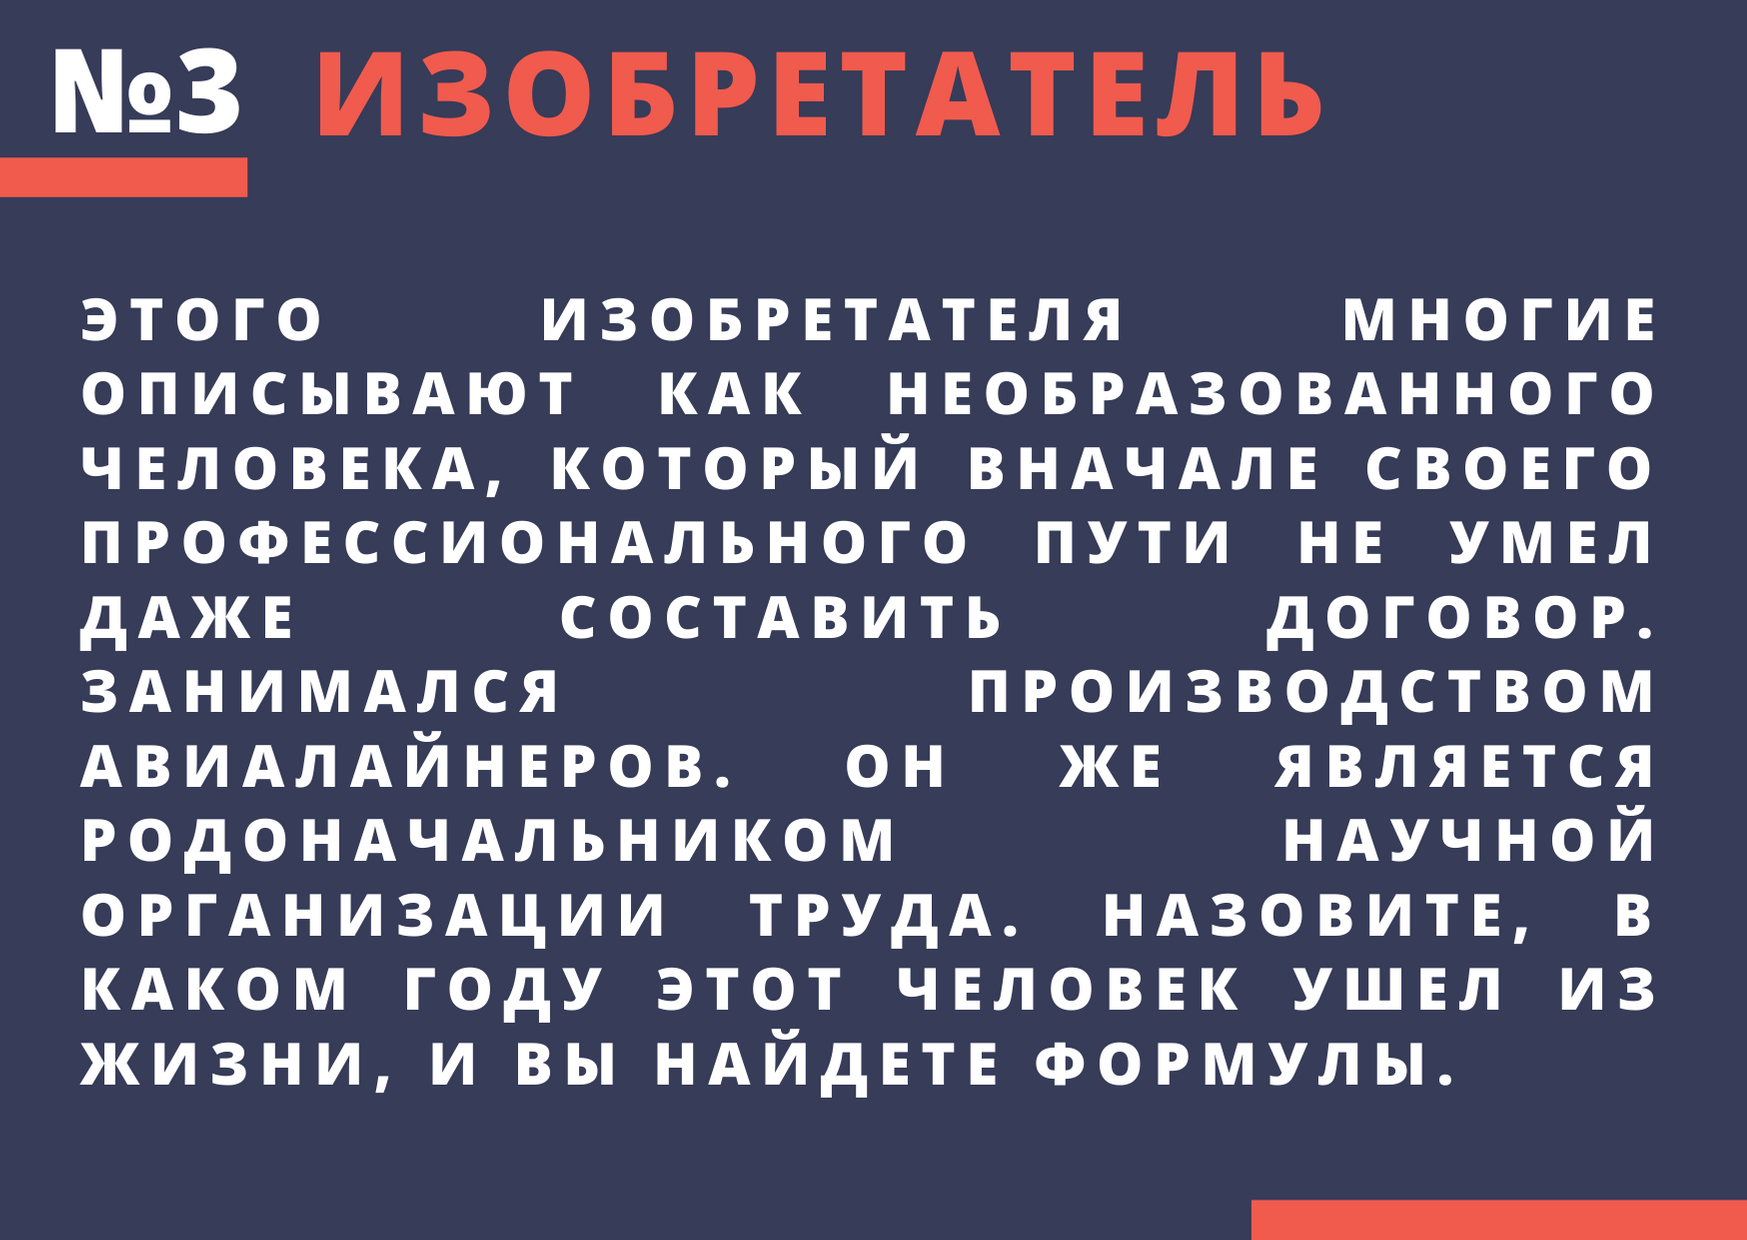 №3 ИЗОБРЕТАТЕЛЬ
ЭТОГО ИЗОБРЕТАТЕЛЯ МНОГИЕ
ОПИСЫВАЮТ КАК НЕОБРАЗОВАННОГО
ЧЕЛОВЕКА, КОТОРЫЙ ВНАЧАЛЕ СВОЕГО
ПРОФЕССИОНАЛЬНОГО ПУТИ НЕ УМЕЛ
ДАЖЕ СОСТАВИТЬ ДОГОВОР.
ЗАНИМАЛСЯ ПРОИЗВОДСТВОМ
АВИАЛАЙНЕРОВ. ОН ЖЕ ЯВЛЯЕТСЯ
РОДОНАЧАЛЬНИКОМ НАУЧНОЙ
ОРГАНИЗАЦИИ ТРУДА. НАЗОВИТЕ, В
КАКОМ ГОДУ ЭТОТ ЧЕЛОВЕК УШЕЛ ИЗ
ЖИЗНИ, И ВЫ НАЙДЕТЕ ФОРМУЛЫ.